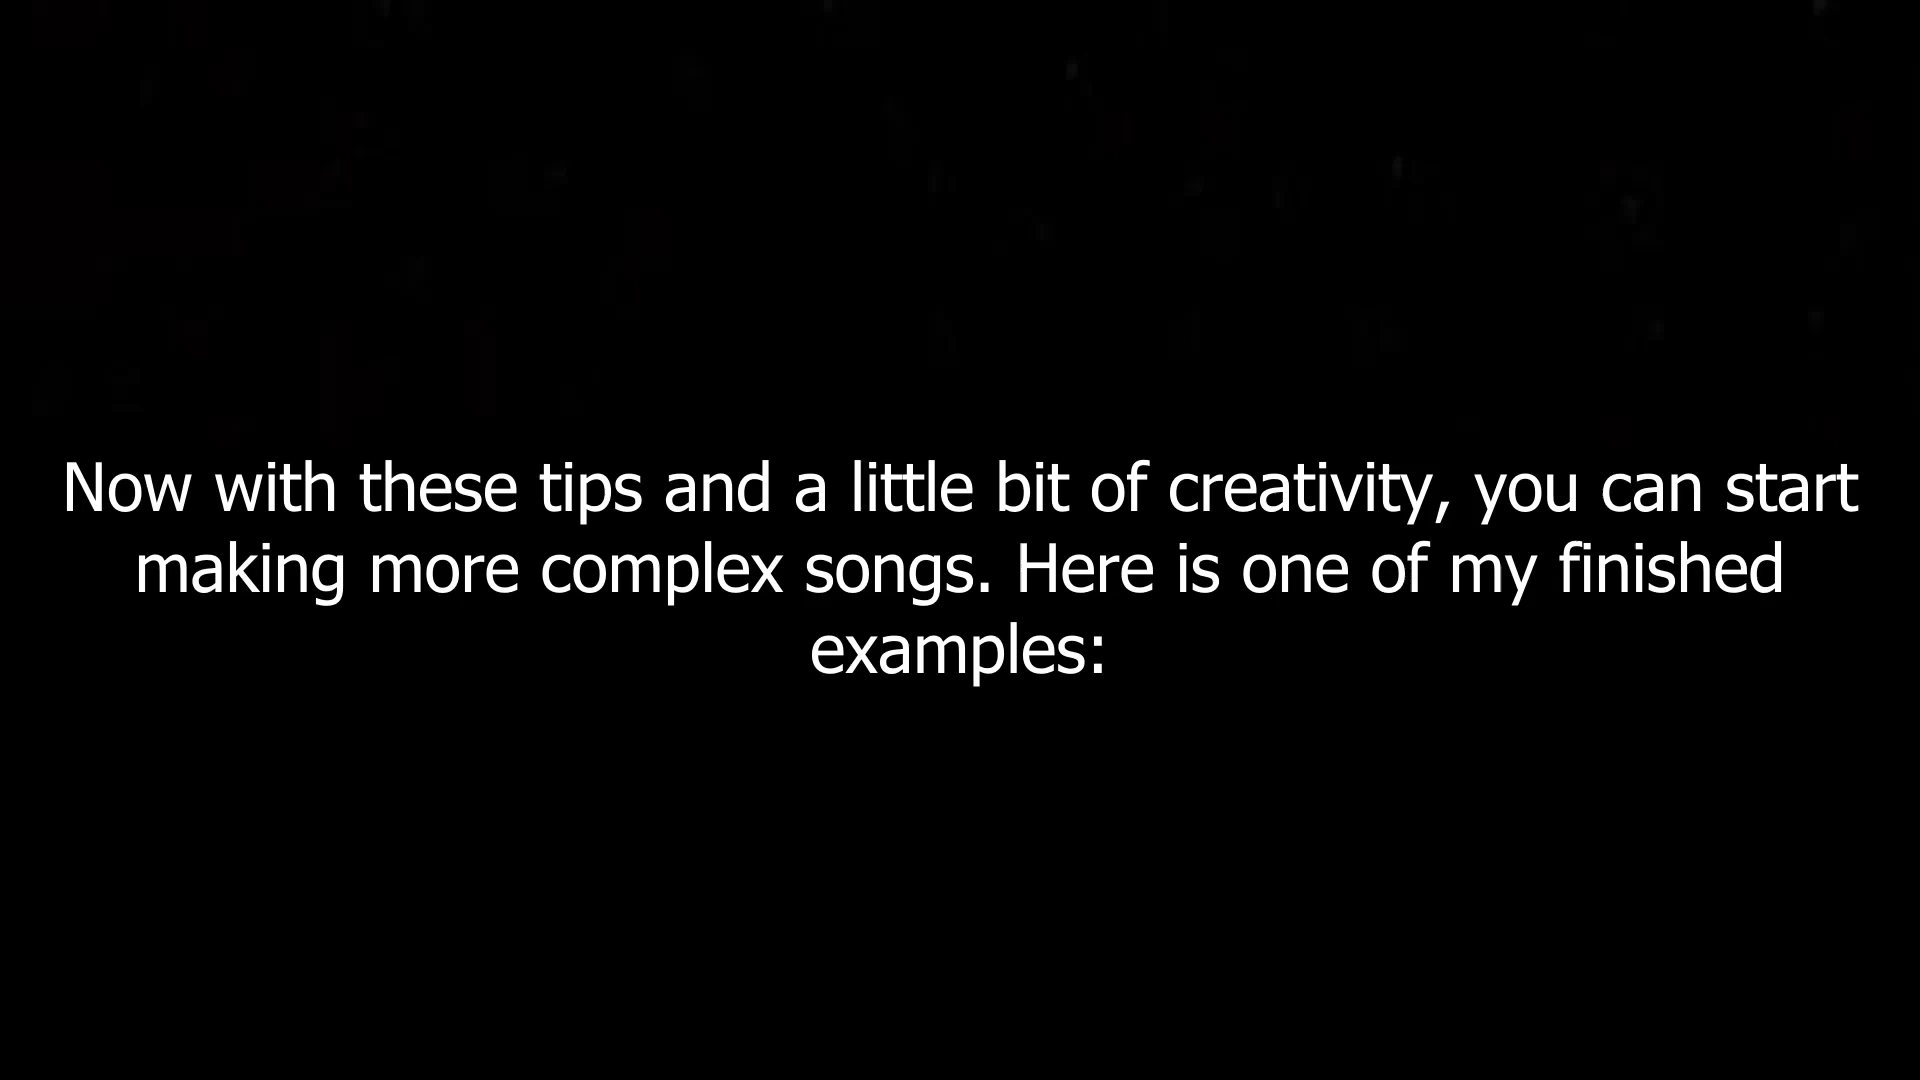 Now with these tips and a little bit of creativity, you can start
making more complex songs. Here is one of my finished
examples: